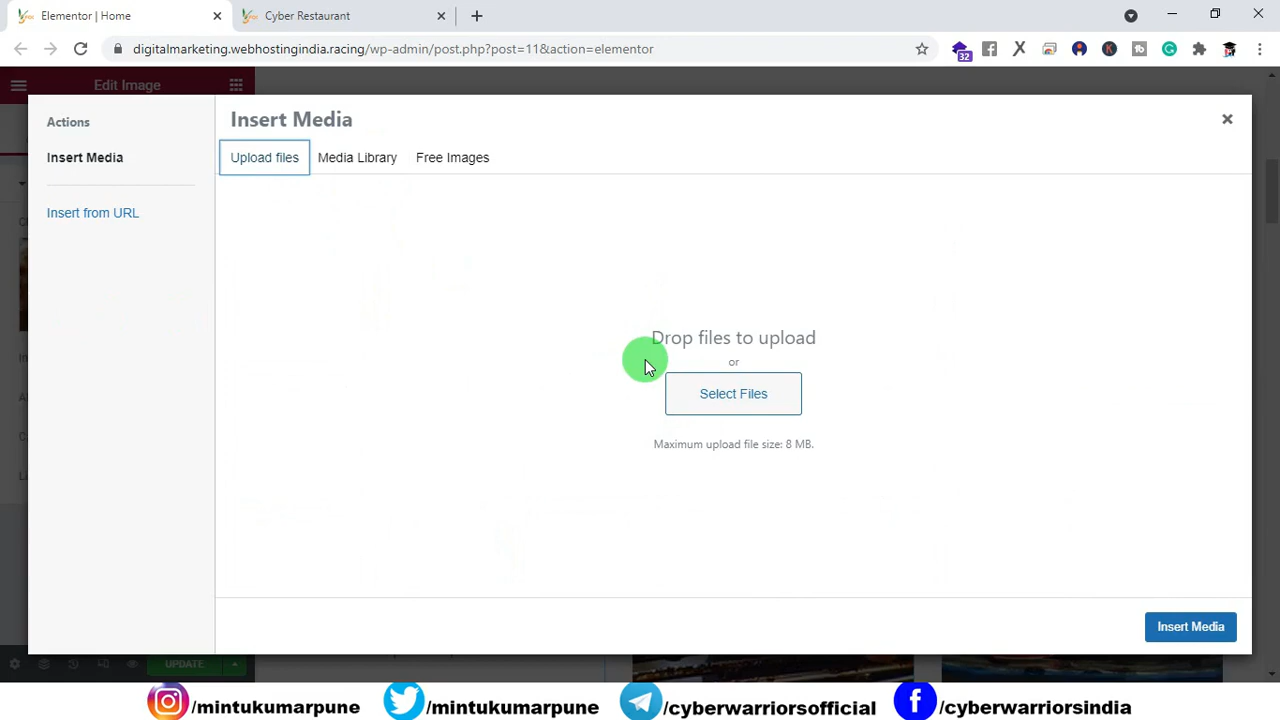 Elementor | Home
Cyber Restaurant
digitalmarketing.webhostingindia.racing/wp-admin/post.php?post=11&action=elementor
32
Edit Image
Actions
Insert Media
Insert from URL
Insert Media
Upload files
Media Library
Free Images
Drop files to upload
or
Select Files
Maximum upload file size: 8 MB.
Insert Media
UPDATE
/mintukumarpune
/mintukumarpune
/cyberwarriorsofficial
/cyberwarriorsindia